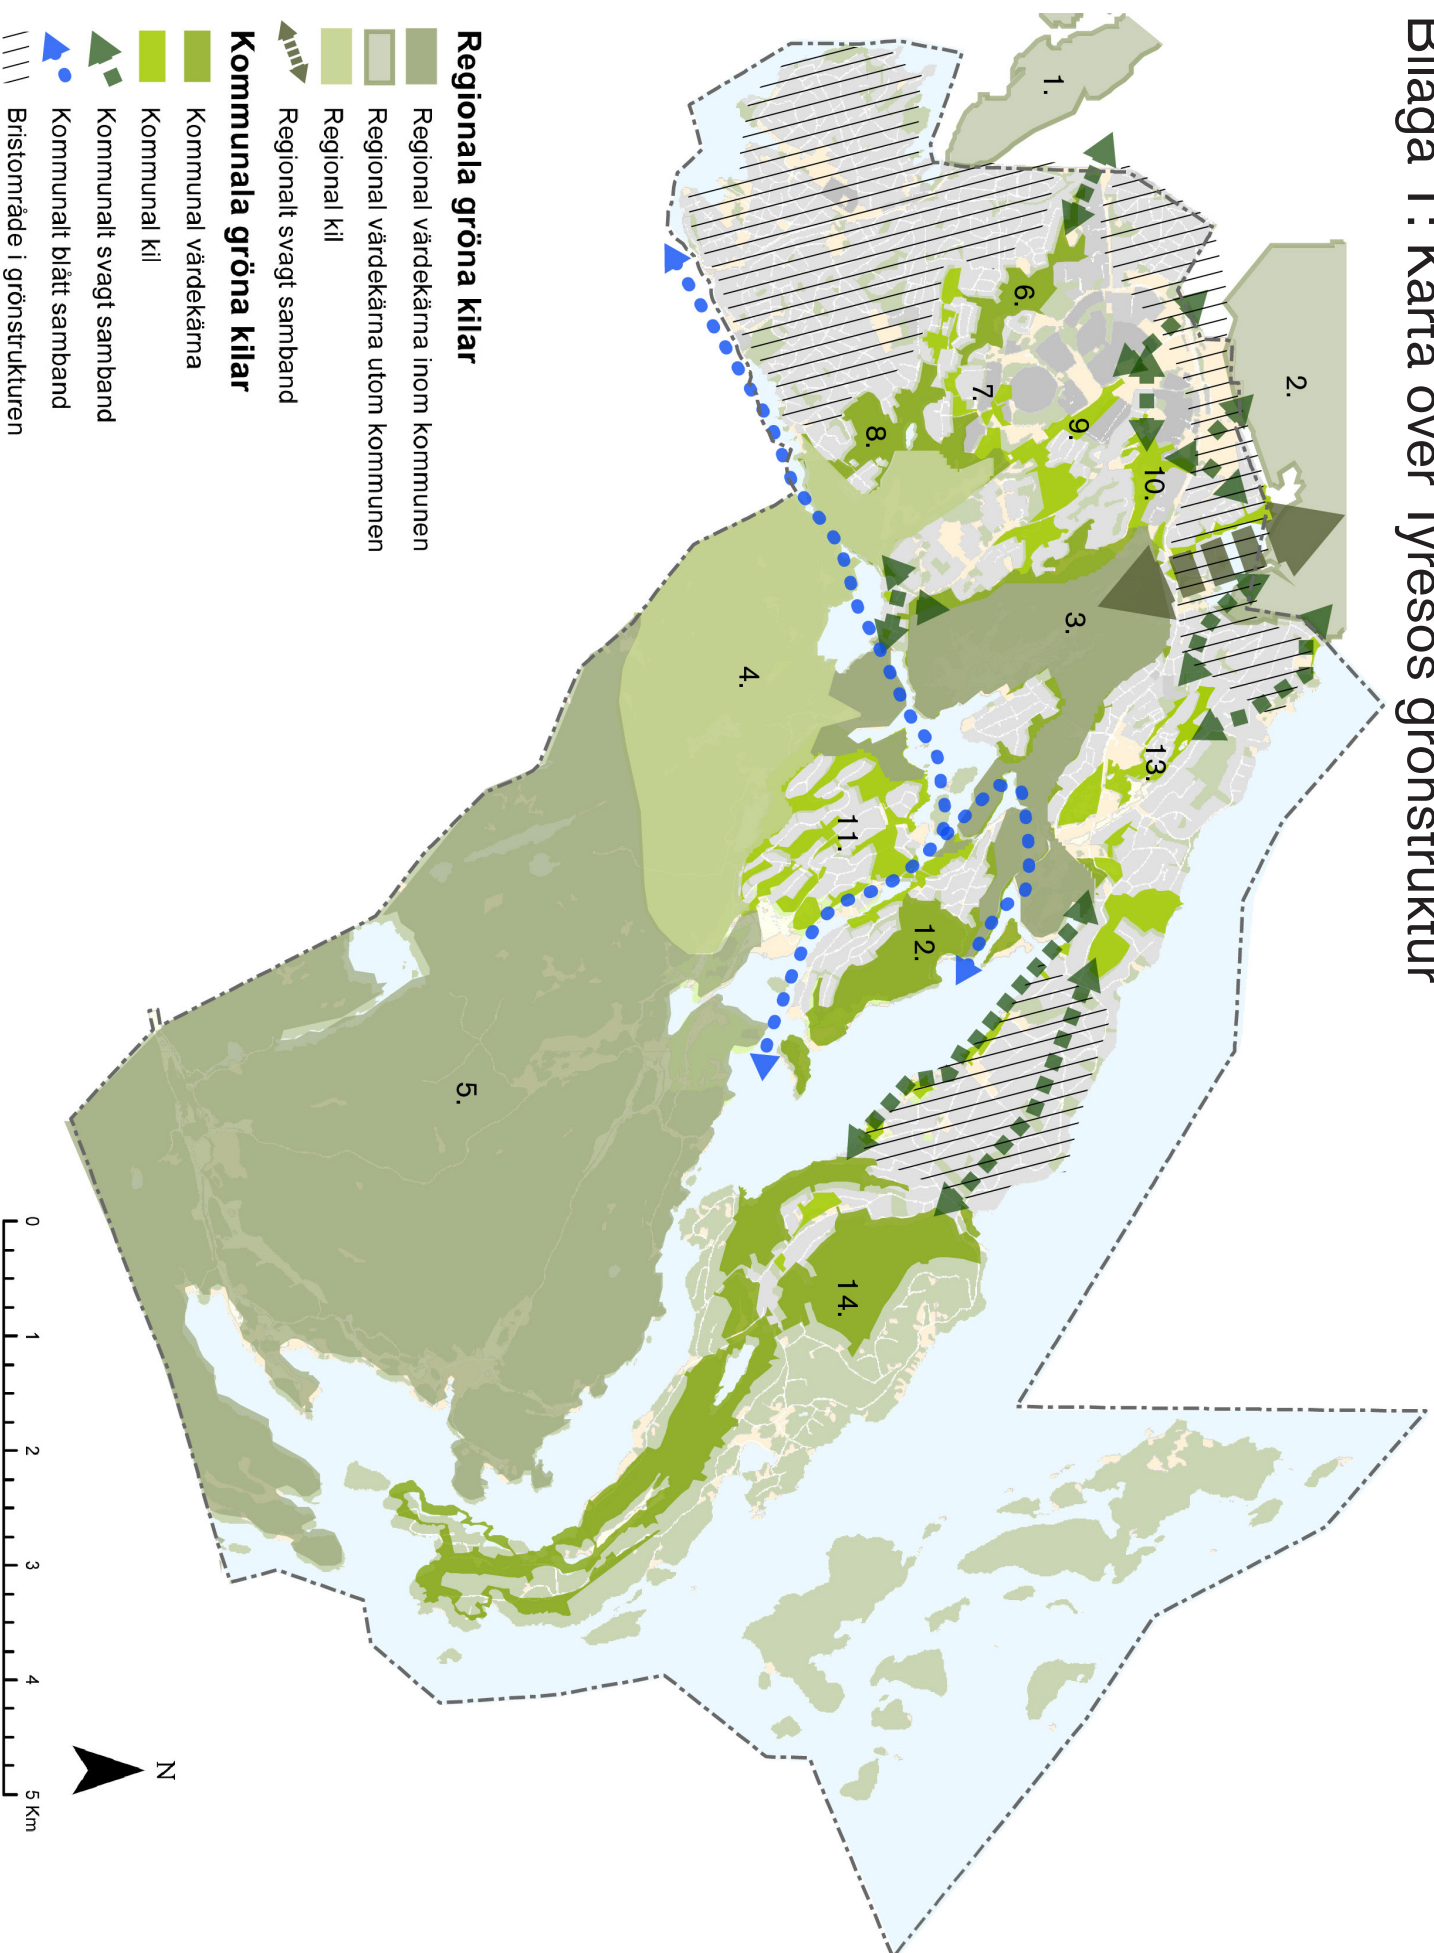 Bilaga 1: Karta över Tyresös grönstruktur
1.
2.
3.
4.
5.
6.
7.
8.
9.
10.
11.
12.
13.
14.
Regionala gröna kilar
Regional värdekärna inom kommunen
Regional värdekärna utom kommunen
Regional kil
Regionalt svagt samband
Kommunala gröna kilar
Kommunal värdekärna
Kommunal kil
Kommunalt svagt samband
Kommunalt blått samband
Bristområde i grönstrukturen
0 1 2 3 4 5 Km
N